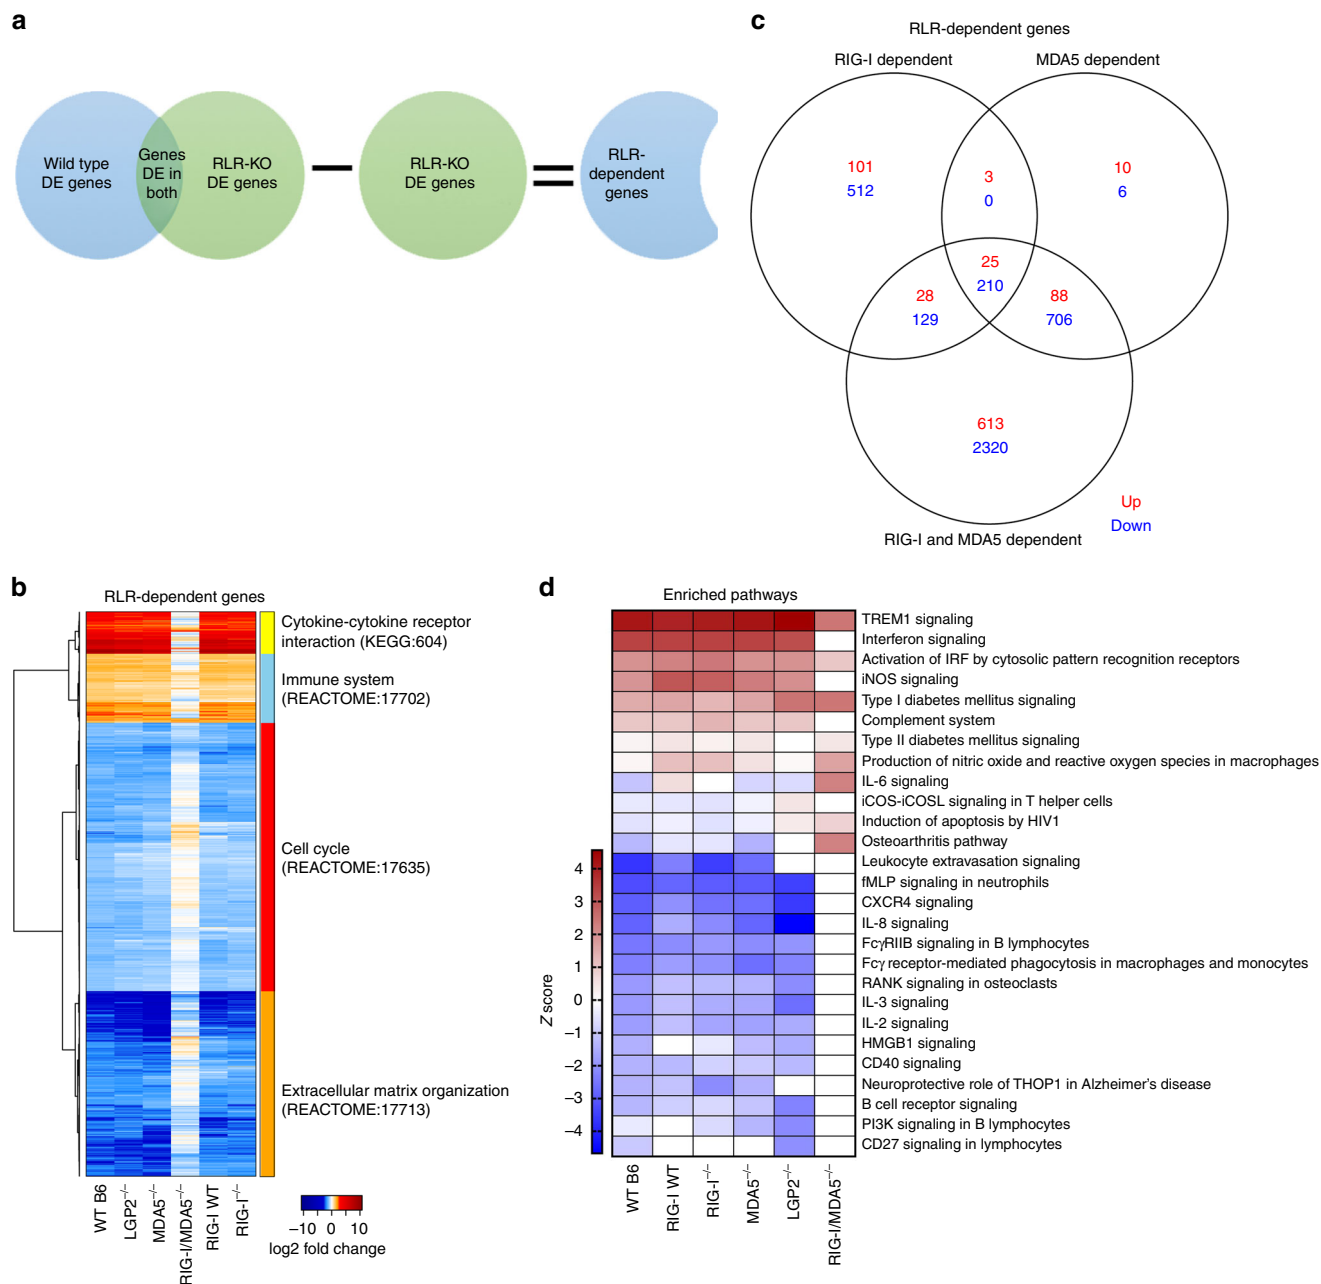 a
Wild type
DE genes
Genes
DE in
both
RLR-KO
DE genes
RLR-KO
DE genes
RLR-
dependent
genes
c
RLR-dependent genes
RIG-I dependent
MDA5 dependent
101
512
3
0
10
6
25
210
28
129
88
706
613
2320
Up
Down
RIG-I and MDA5 dependent
b
RLR-dependent genes
Cytokine-cytokine receptor
interaction (KEGG:604)
Immune system
(REACTOME:17702)
Cell cycle
(REACTOME:17635)
Extracellular matrix organization
(REACTOME:17713)
WT B6
LGP2−/−
MDA5−/−
RIG-I/MDA5−/−
RIG-I WT
RIG-I−/−
−10 0 10
log2 fold change
d
Enriched pathways
TREM1 signaling
Interferon signaling
Activation of IRF by cytosolic pattern recognition receptors
iNOS signaling
Type I diabetes mellitus signaling
Complement system
Type II diabetes mellitus signaling
Production of nitric oxide and reactive oxygen species in macrophages
IL-6 signaling
iCOS-iCOSL signaling in T helper cells
Induction of apoptosis by HIV1
Osteoarthritis pathway
Leukocyte extravasation signaling
fMLP signaling in neutrophils
CXCR4 signaling
IL-8 signaling
FcγRIIB signaling in B lymphocytes
Fcγ receptor-mediated phagocytosis in macrophages and monocytes
RANK signaling in osteoclasts
IL-3 signaling
IL-2 signaling
HMGB1 signaling
CD40 signaling
Neuroprotective role of THOP1 in Alzheimer's disease
B cell receptor signaling
PI3K signaling in B lymphocytes
CD27 signaling in lymphocytes
4
3
2
1
0
−1
−2
−3
−4
Z score
WT B6
RIG-I WT
RIG-I−/−
MDA5−/−
LGP2−/−
RIG-I/MDA5−/−